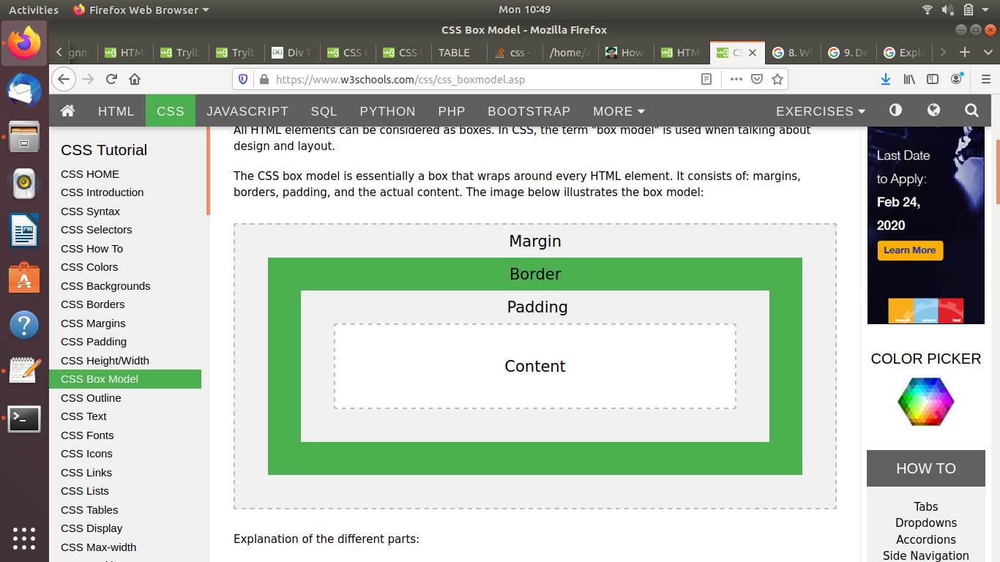 Activities
Firefox Web Browser
Mon 10:49
CSS Box Model - Mozilla Firefox
HTM
Tryit
Tryit
Div T
CSS
CSS
TABLE
css -
/home/a
How
HTM
CS
8. Wh
9. De
Expla
https://www.w3schools.com/css/css_boxmodel.asp
HTML
CSS
JAVASCRIPT
SQL
PYTHON
PHP
BOOTSTRAP
MORE
EXERCISES
CSS Tutorial
CSS HOME
CSS Introduction
CSS Syntax
CSS Selectors
CSS How To
CSS Colors
CSS Backgrounds
CSS Borders
CSS Margins
CSS Padding
CSS Height/Width
CSS Box Model
CSS Outline
CSS Text
CSS Fonts
CSS Icons
CSS Links
CSS Lists
CSS Tables
CSS Display
CSS Max-width
All HTML elements can be considered as boxes. In CSS, the term "box model" is used when talking about
design and layout.
The CSS box model is essentially a box that wraps around every HTML element. It consists of: margins,
borders, padding, and the actual content. The image below illustrates the box model:
Margin
Border
Padding
Content
Explanation of the different parts:
Last Date
to Apply:
Feb 24,
2020
Learn More
COLOR PICKER
HOW TO
Tabs
Dropdowns
Accordions
Side Navigation